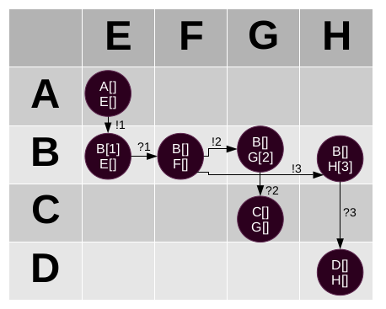 E F G H
A
A[]
E[]
!1
B
B[1]
E[]
?1
B[]
F[]
!2
B[]
G[2]
!3
B[]
H[3]
?2
?3
C
C[]
G[]
D
D[]
H[]